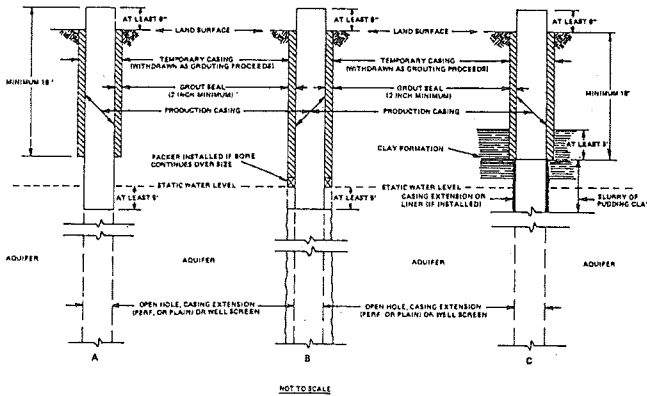 AT LEAST 8"
AT LEAST 8"
AT LEAST 8"
LAND SURFACE
LAND SURFACE
TEMPORARY CASING
(WITHDRAWN AS GROUTING PROCEEDS)
TEMPORARY CASING
(WITHDRAWN AS GROUTING PROCEEDS)
MINIMUM 18'
GROUT SEAL
(2 INCH MINIMUM)
GROUT SEAL
(2 INCH MINIMUM)
MINIMUM 18'
PRODUCTION CASING
PRODUCTION CASING
CLAY FORMATION
AT LEAST 5'
PACKER INSTALLED IF BORE
CONTINUES OVER SIZE
STATIC WATER LEVEL
STATIC WATER LEVEL
AT LEAST 5'
AT LEAST 5'
CASING EXTENSION OR
LINER (IF INSTALLED)
SLURRY OF
PUDDING CLAY
AQUIFER
AQUIFER
AQUIFER
AQUIFER
OPEN HOLE, CASING EXTENSION
(PERF. OR PLAIN) OR WELL SCREEN
OPEN HOLE, CASING EXTENSION
(PERF. OR PLAIN) OR WELL SCREEN
A
B
C
NOT TO SCALE